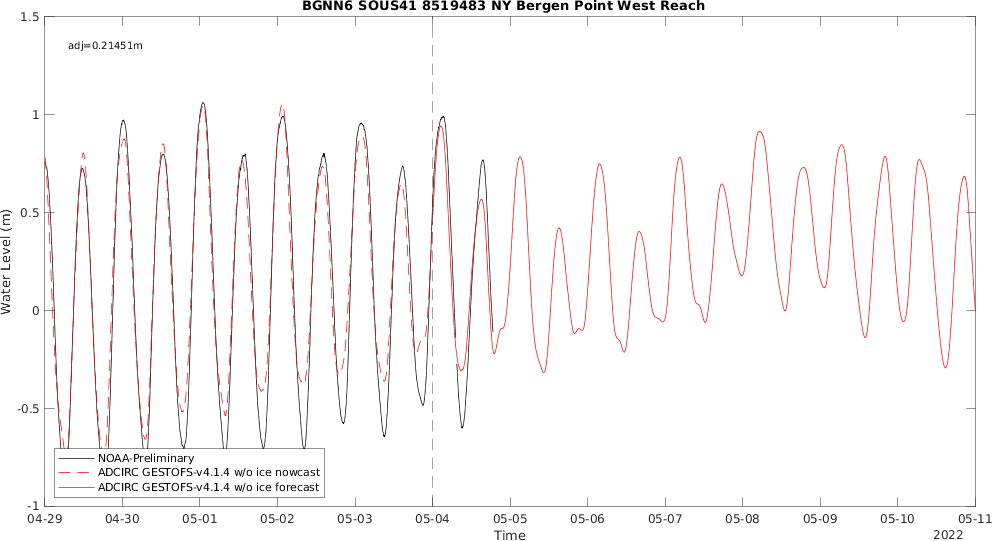 BGNN6 SOUS41 8519483 NY Bergen Point West Reach
adj=0.21451m
1.5
1
0.5
0
-0.5
-1
Water Level (m)
NOAA-Preliminary
ADCIRC GESTOFS-v4.1.4 w/o ice nowcast
ADCIRC GESTOFS-v4.1.4 w/o ice forecast
04-29 04-30 05-01 05-02 05-03 05-04 05-05 05-06 05-07 05-08 05-09 05-10 05-11
Time
2022